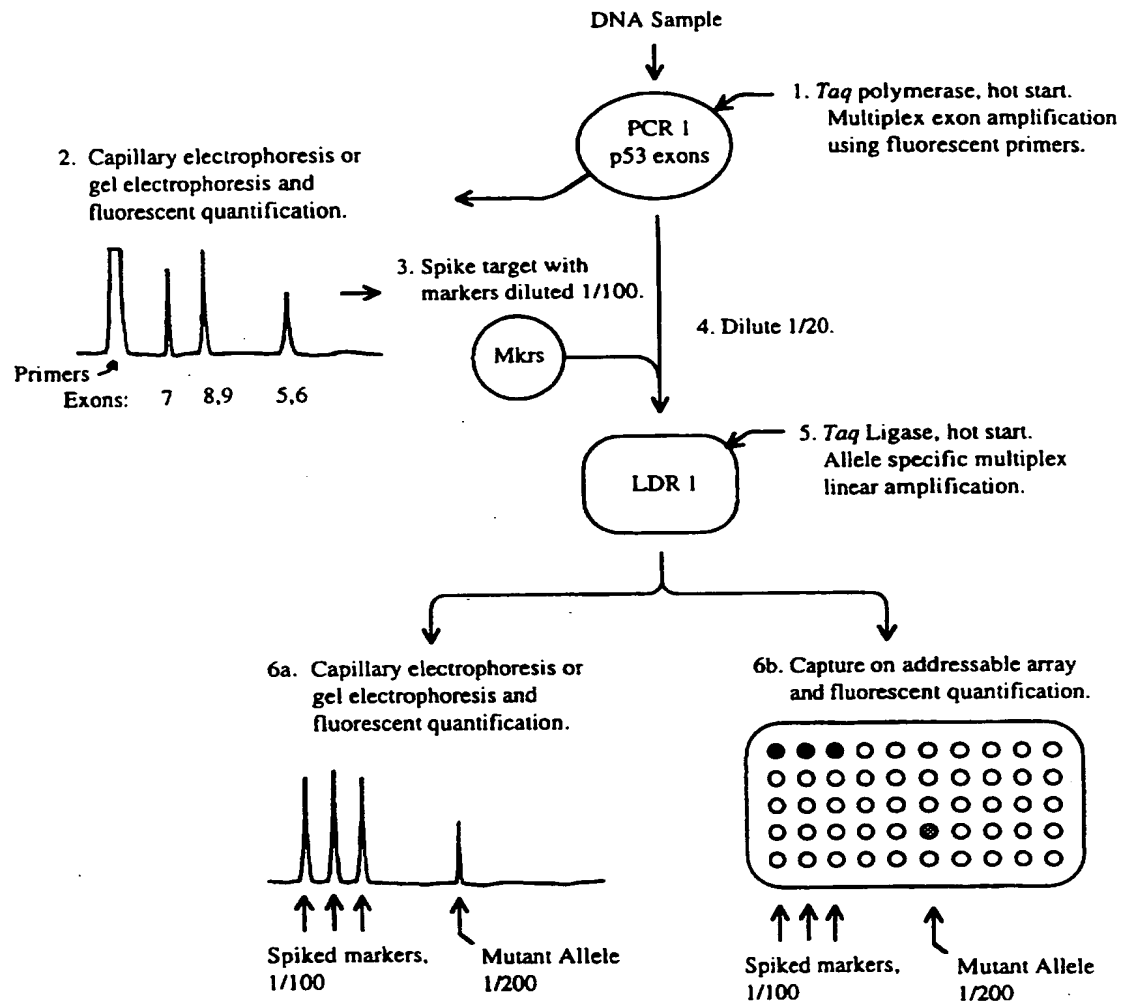 DNA Sample
PCR 1
p53 exons
1. Taq polymerase, hot start.
Multiplex exon amplification
using fluorescent primers.
2. Capillary electrophoresis or
gel electrophoresis and
fluorescent quantification.
Primers
Exons: 7 8,9 5,6
3. Spike target with
markers diluted 1/100.
Mkrs
4. Dilute 1/20.
LDR 1
5. Taq Ligase, hot start.
Allele specific multiplex
linear amplification.
6a. Capillary electrophoresis or
gel electrophoresis and
fluorescent quantification.
Spiked markers,
1/100
Mutant Allele
1/200
6b. Capture on addressable array
and fluorescent quantification.
Spiked markers,
1/100
Mutant Allele
1/200